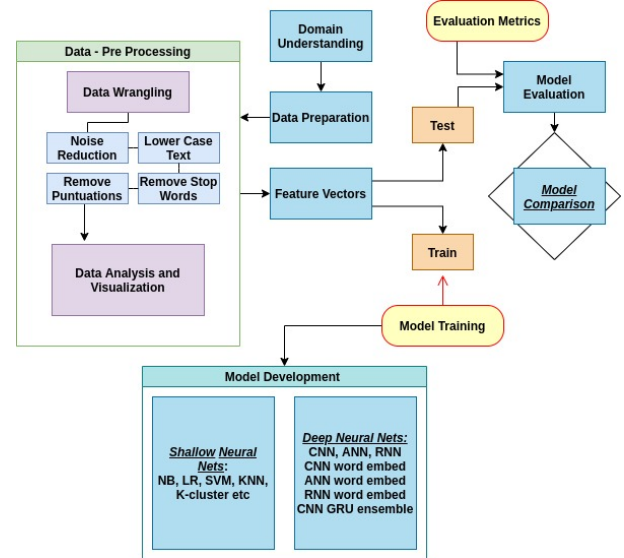 Data - Pre Processing
Data Wrangling
Noise
Reduction
Lower Case
Text
Remove
Puntuations
Remove Stop
Words
Data Analysis and
Visualization
Domain
Understanding
Data Preparation
Feature Vectors
Evaluation Metrics
Test
Train
Model
Evaluation
Model
Comparison
Model Training
Model Development
Shallow Neural
Nets:
NB, LR, SVM, KNN,
K-cluster etc
Deep Neural Nets:
CNN, ANN, RNN
CNN word embed
ANN word embed
RNN word embed
CNN GRU ensemble